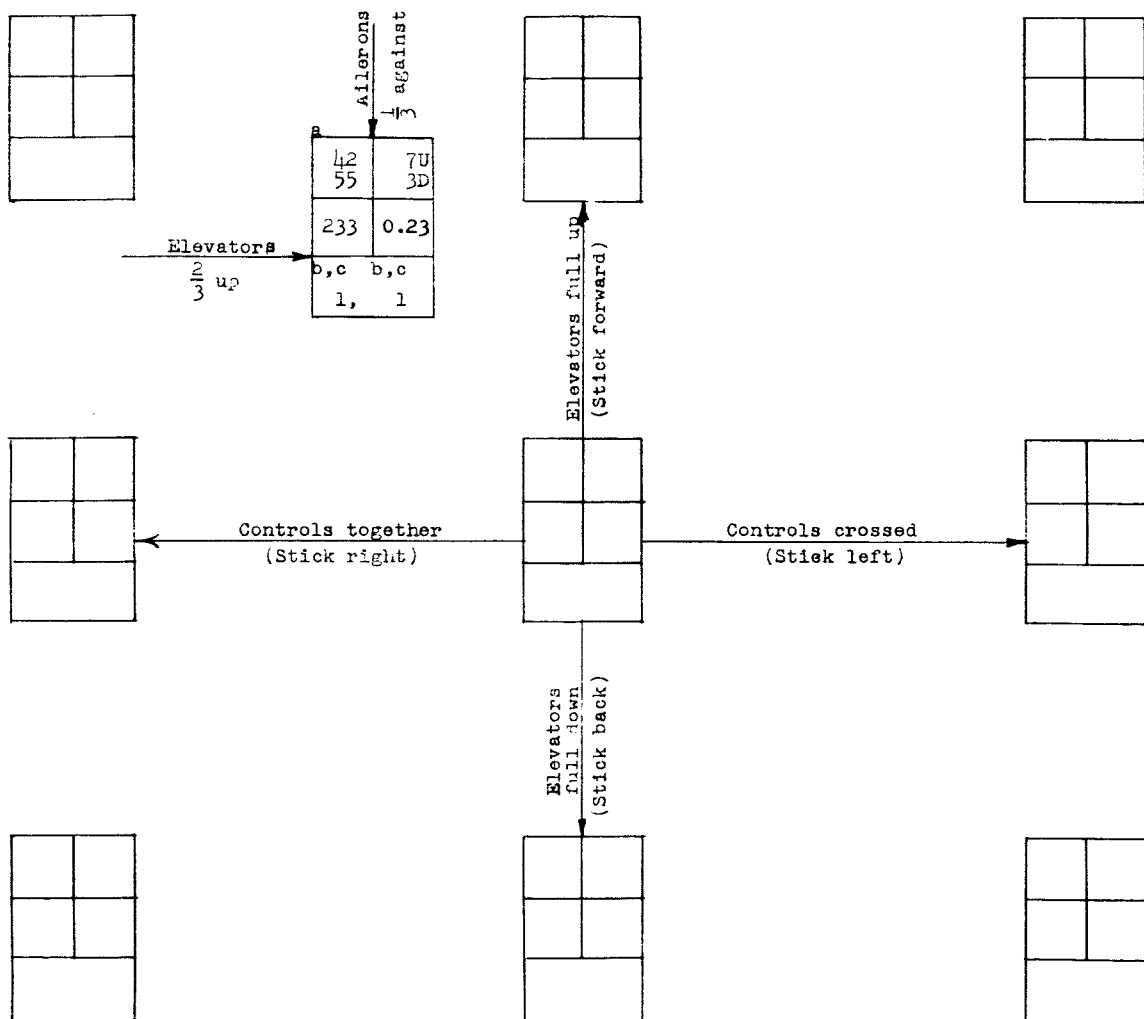 Ailerons
1/3 against
a
42 7U
55 3D
233 0.23
Elevators
2/3 up
b,c b,c
1, 1
Elevators full up
(Stick forward)
Controls together
(Stick right)
Controls crossed
(Stick left)
Elevators
full down
(Stick back)